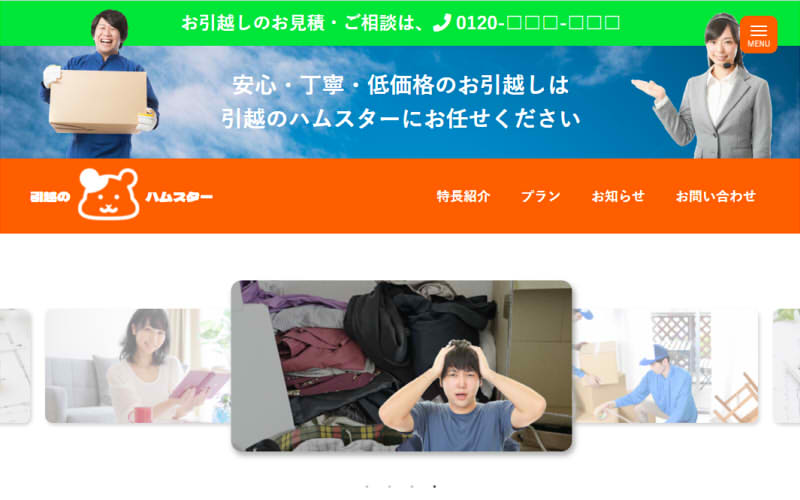 お引越しのお見積・ご相談は、 0120-□□□-□□□
MENU
安心・丁寧・低価格のお引越しは
引越のハムスターにお任せください
引越の ハムスター
特長紹介 プラン お知らせ お問い合わせ